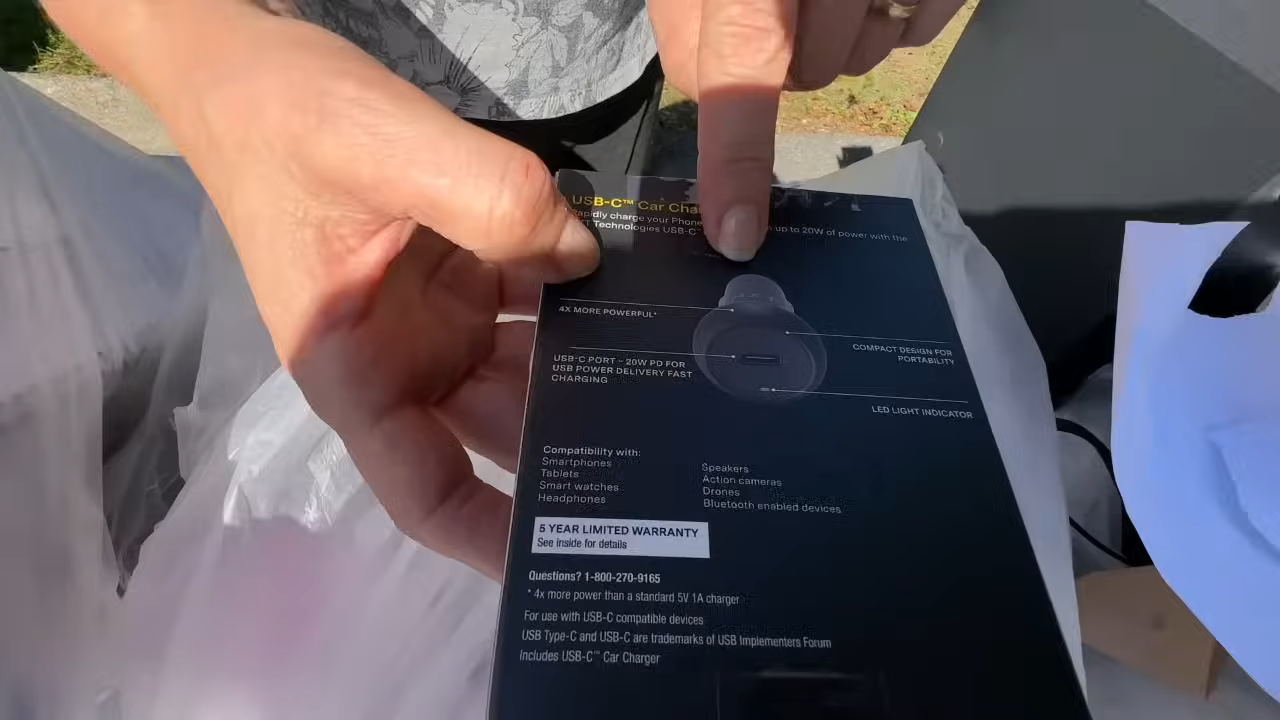 USB-C™ Car
rapidly charge your Phone up to 20W of power with the
Technologies USB-C™
4X MORE POWERFUL*
COMPACT DESIGN FOR
PORTABILITY
USB-C PORT – 20W PD FOR
USB POWER DELIVERY FAST
CHARGING
LED LIGHT INDICATOR
Compatibility with:
Smartphones
Tablets
Smart watches
Headphones
Speakers
Action cameras
Drones
Bluetooth enabled devices
5 YEAR LIMITED WARRANTY
See inside for details
Questions? 1-800-270-9165
* 4x more power than a standard 5V 1A charger
For use with USB-C compatible devices
USB Type-C and USB-C are trademarks of USB Implementers Forum
Includes USB-C™ Car Charger